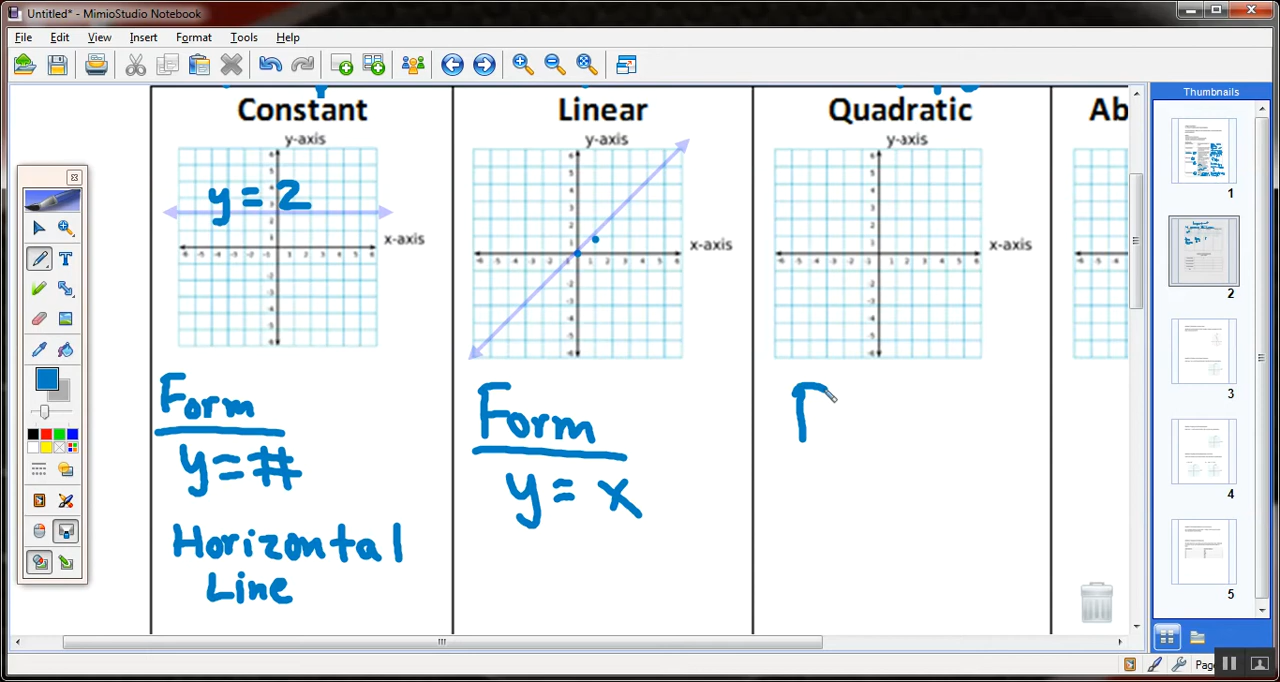 Untitled* - MimioStudio Notebook
File Edit View Insert Format Tools Help
Thumbnails
Constant
Linear
Quadratic
Ab
y-axis
y-axis
y-axis
y = 2
x-axis
x-axis
x-axis
Form
y = #
Horizontal
Line
Form
y = x
1
2
3
4
5
Page